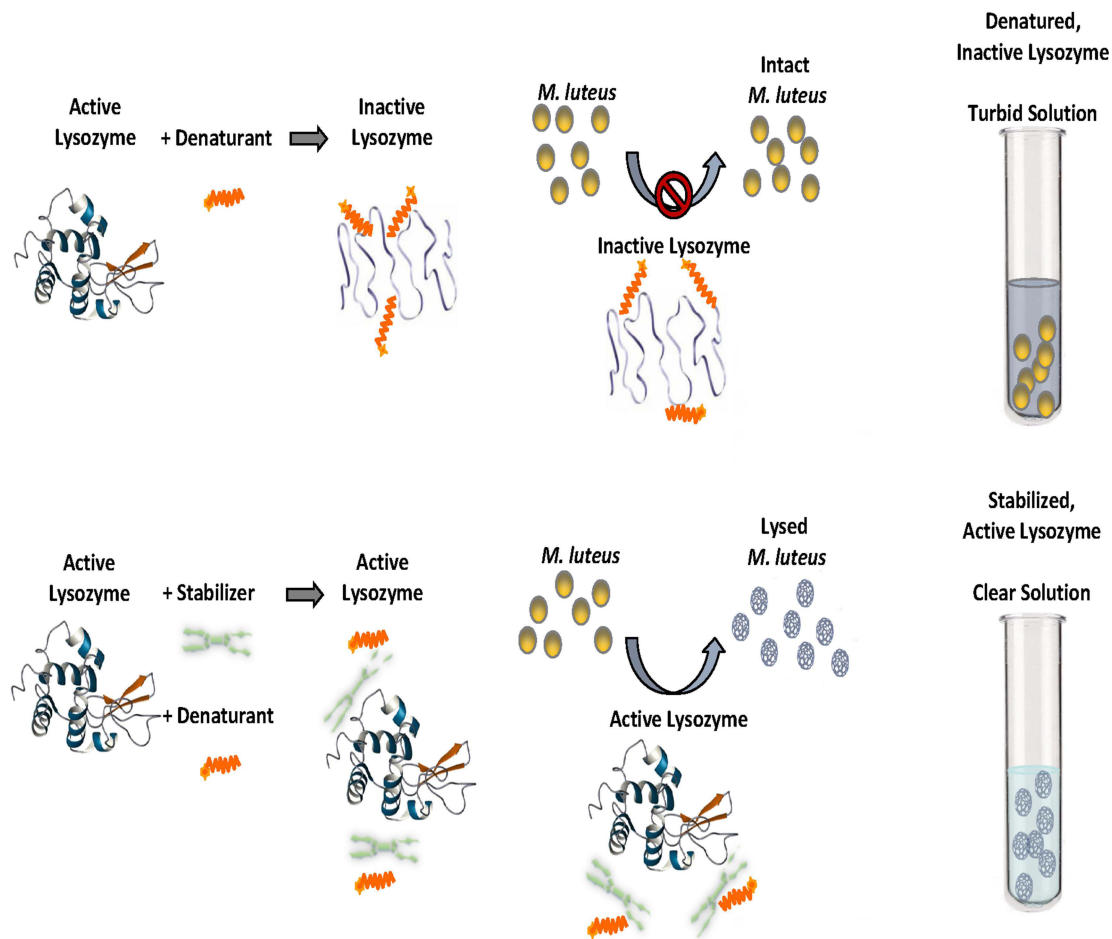 Active
Lysozyme
+ Denaturant
Inactive
Lysozyme
M. luteus
Intact
M. luteus
Inactive Lysozyme
Denatured,
Inactive Lysozyme
Turbid Solution
Active
Lysozyme
+ Stabilizer
+ Denaturant
Active
Lysozyme
M. luteus
Lysed
M. luteus
Active Lysozyme
Stabilized,
Active Lysozyme
Clear Solution